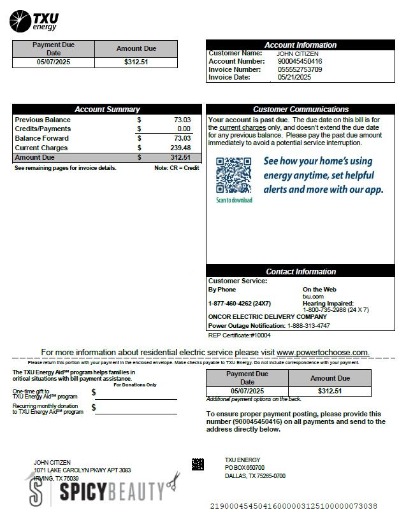 TXU
energy
Payment Due
Date
Amount Due
05/07/2025
$312.51
Account Information
Customer Name: JOHN CITIZEN
Account Number: 900045450416
Invoice Number: 055552753709
Invoice Date: 05/21/2025
Account Summary
Previous Balance $ 73.03
Credits/Payments $ 0.00
Balance Forward $ 73.03
Current Charges $ 239.48
Amount Due $ 312.51
See remaining pages for invoice details. Note: CR = Credit
Customer Communications
Your account is past due. The due date on this bill is for
the current charges only, and doesn't extend the due date
for any previous balance. Please pay the past due amount
immediately to avoid a potential service interruption.
See how your home's using
energy anytime, set helpful
alerts and more with our app.
Scan to download
Contact Information
Customer Service:
By Phone On the Web
txu.com
1-877-460-4262 (24X7) Hearing Impaired:
1-800-735-2988 (24 X 7)
ONCOR ELECTRIC DELIVERY COMPANY
Power Outage Notification: 1-888-313-4747
REP Certificate #10004
For more information about residential electric service please visit www.powertochoose.com.
Please return this portion with your payment in the enclosed envelope. Make checks payable to TXU Energy. Do not include correspondence with your payment.
The TXU Energy Aid℠ program helps families in
critical situations with bill payment assistance.
For Donations Only
One-time gift to
TXU Energy Aid℠ program $
Recurring monthly donation
to TXU Energy Aid℠ program $
Payment Due
Date
Amount Due
05/07/2025
$312.51
Additional payment options on the back.
To ensure proper payment posting, please provide this
number (900045450416) on all payments and send to the
address directly below.
JOHN CITIZEN
1071 LAKE CAROLYN PKWY APT 3063
IRVING, TX 75039
TXU ENERGY
PO BOX 650700
DALLAS, TX 75265-0700
SPICYBEAUTY